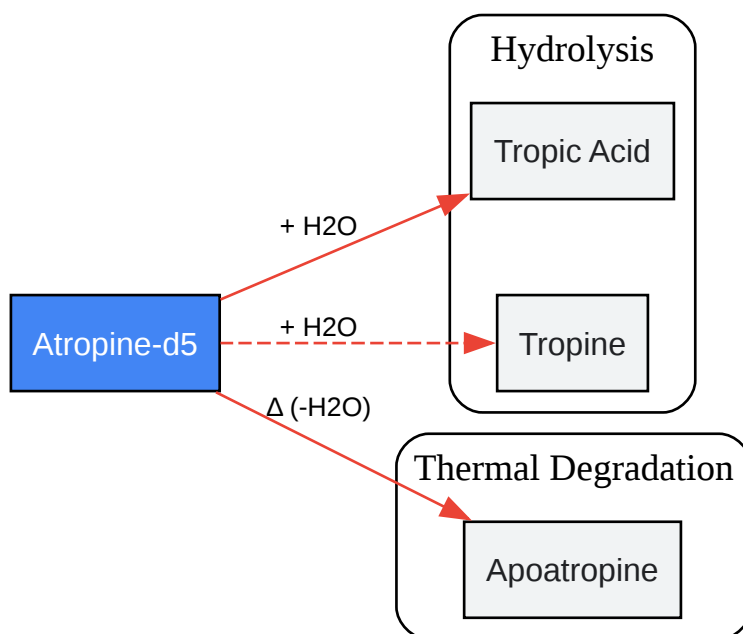 Hydrolysis
Tropic Acid
+ H2O
Atropine-d5
+ H2O
Tropine
Δ (-H2O)
Thermal Degradation
Apoatropine